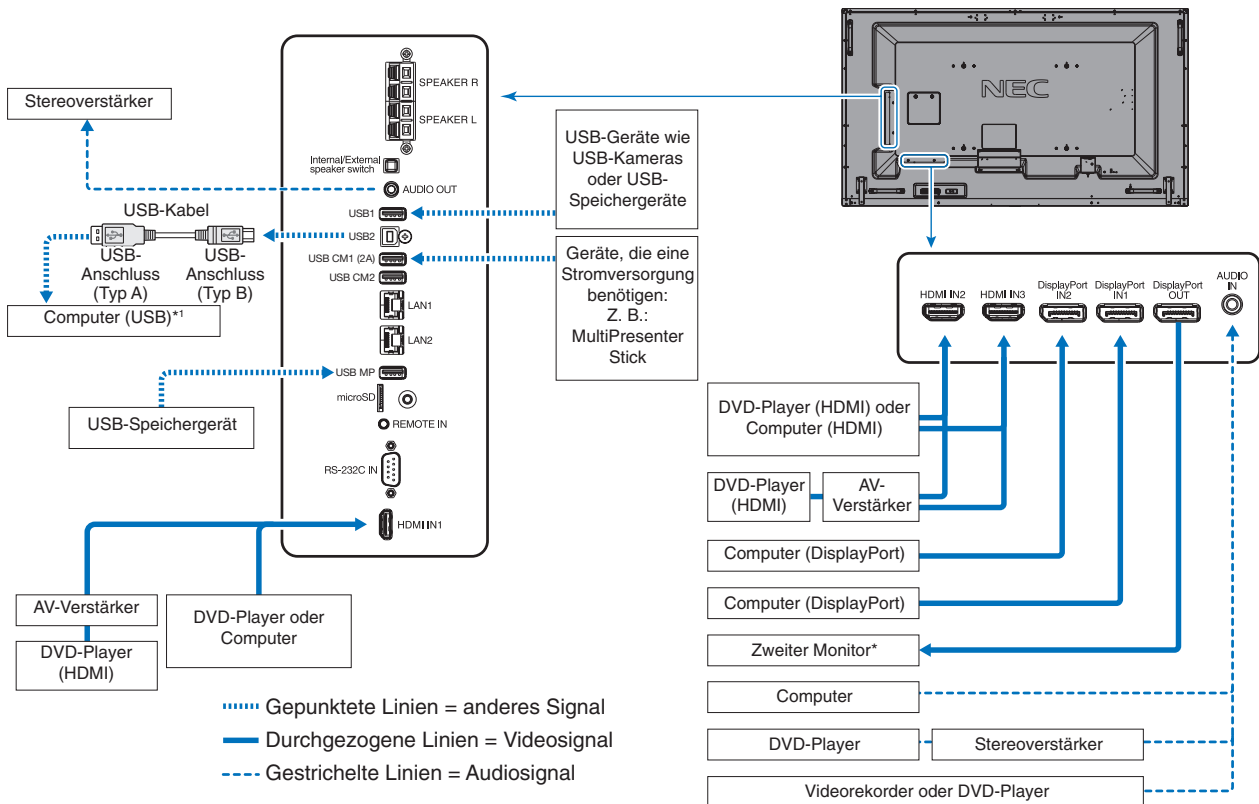 NEC
SPEAKER R
SPEAKER L
Internal/External
speaker switch
AUDIO OUT
USB1
USB2
USB CM1 (2A)
USB CM2
LAN1
LAN2
USB MP
microSD
REMOTE IN
RS-232C IN
HDMI IN1
Stereoverstärker
USB-Kabel
USB-
Anschluss
(Typ A)
USB-
Anschluss
(Typ B)
Computer (USB)*1
USB-Speichergerät
AV-Verstärker
DVD-Player
(HDMI)
DVD-Player oder
Computer
USB-Geräte wie
USB-Kameras
oder USB-
Speichergeräte
Geräte, die eine
Stromversorgung
benötigen:
Z. B.:
MultiPresenter
Stick
HDMI IN2
HDMI IN3
DisplayPort
IN2
DisplayPort
IN1
DisplayPort
OUT
AUDIO
IN
DVD-Player (HDMI) oder
Computer (HDMI)
DVD-Player
(HDMI)
AV-
Verstärker
Computer (DisplayPort)
Computer (DisplayPort)
Zweiter Monitor*
Computer
DVD-Player
Stereoverstärker
Videorekorder oder DVD-Player
Gepunktete Linien = anderes Signal
Durchgezogene Linien = Videosignal
Gestrichelte Linien = Audiosignal